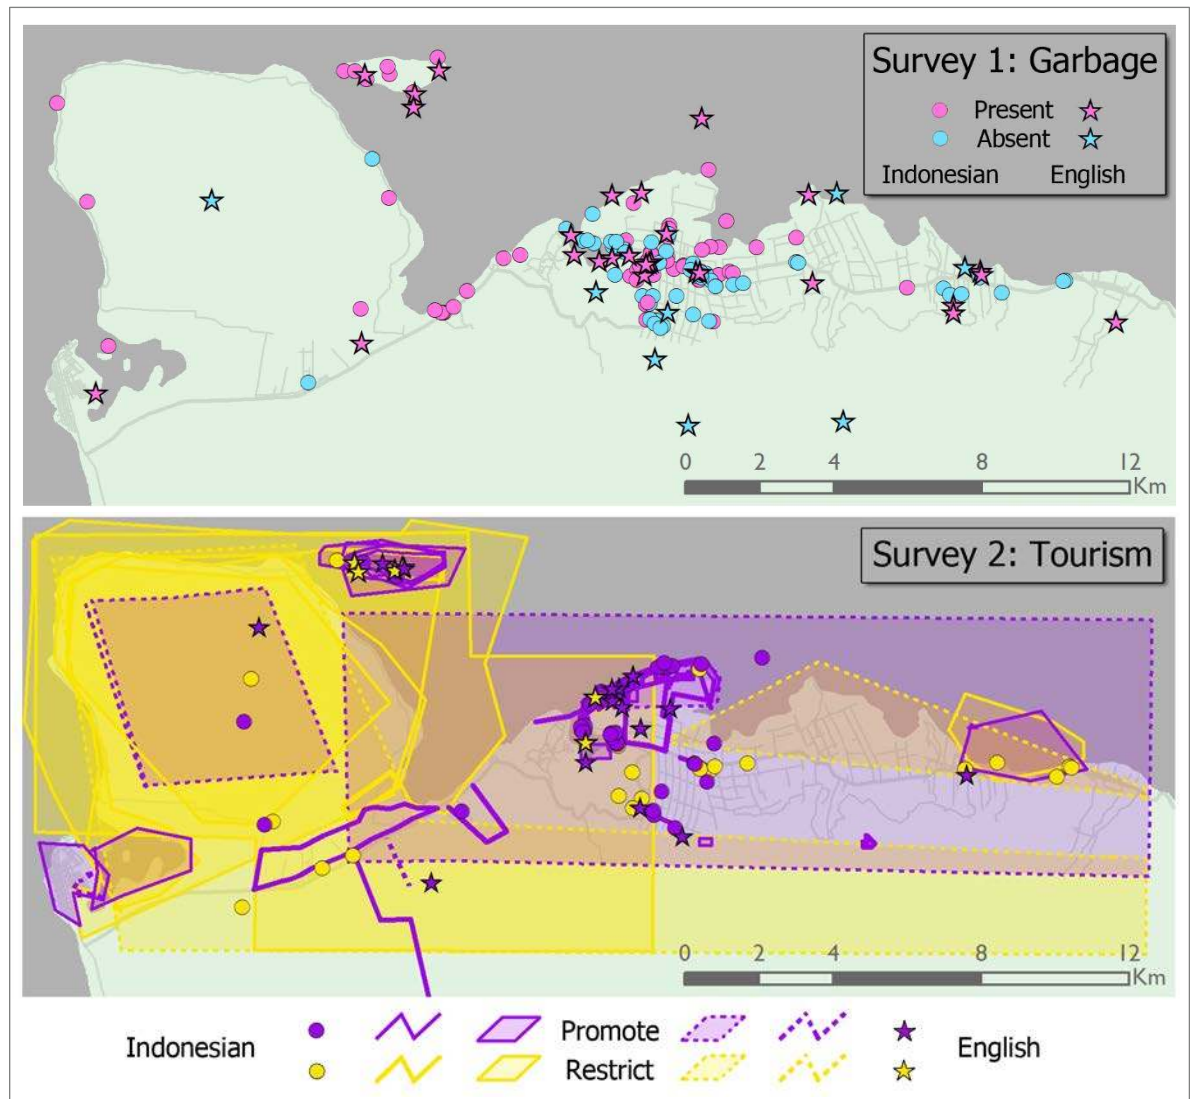 Survey 1: Garbage
Present
Absent
Indonesian English
0 2 4 8 12
Km
Survey 2: Tourism
0 2 4 8 12
Km
Indonesian Promote English
Restrict